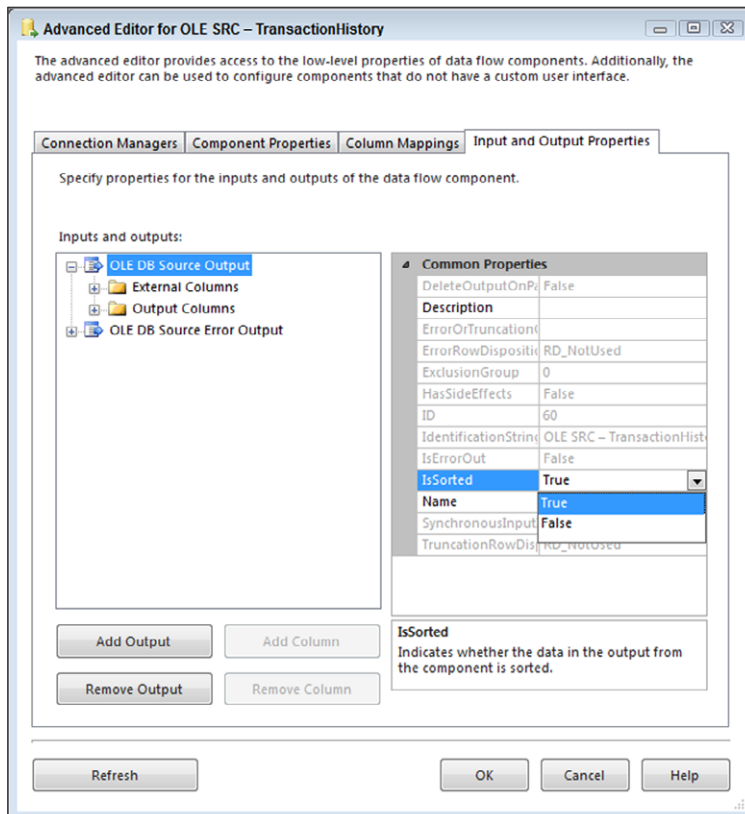 Advanced Editor for OLE SRC – TransactionHistory
The advanced editor provides access to the low-level properties of data flow components. Additionally, the
advanced editor can be used to configure components that do not have a custom user interface.
Connection Managers Component Properties Column Mappings Input and Output Properties
Specify properties for the inputs and outputs of the data flow component.
Inputs and outputs:
OLE DB Source Output
External Columns
Output Columns
OLE DB Source Error Output
Common Properties
DeleteOutputOnPa False
Description
ErrorOrTruncationO
ErrorRowDispositio RD_NotUsed
ExclusionGroup 0
HasSideEffects False
ID 60
IdentificationString OLE SRC – TransactionHist
IsErrorOut False
IsSorted True
Name True
SynchronousInput False
TruncationRowDisp RD_NotUsed
Add Output Add Column
Remove Output Remove Column
IsSorted
Indicates whether the data in the output from
the component is sorted.
Refresh OK Cancel Help